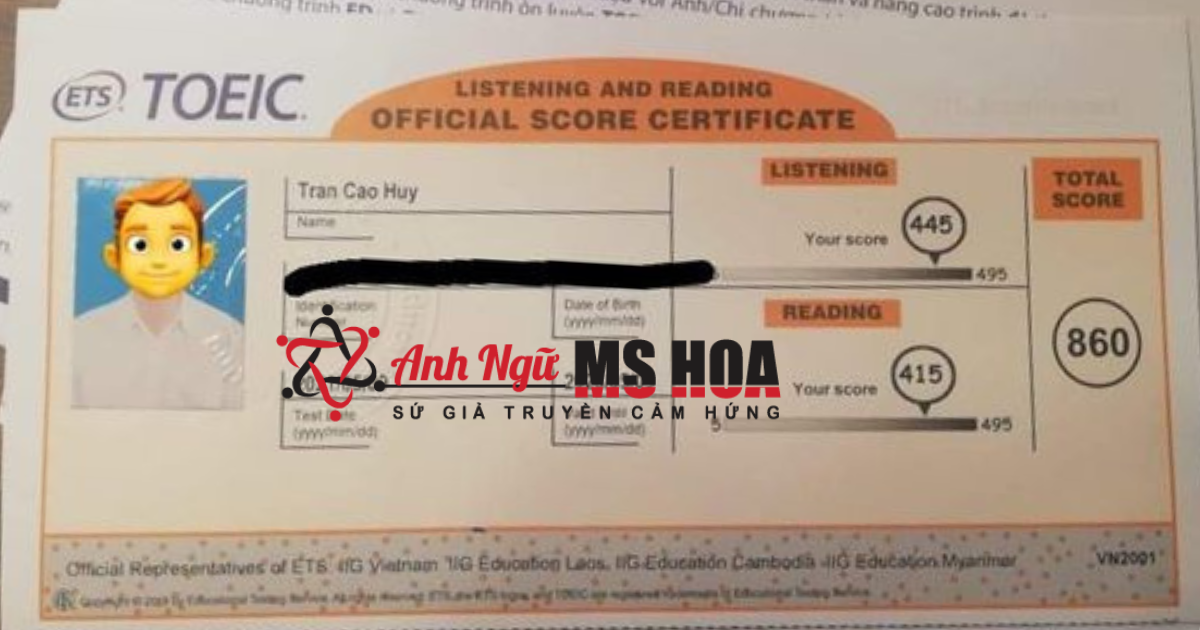 nâng cao trình
ETS TOEIC
LISTENING AND READING
OFFICIAL SCORE CERTIFICATE
Tran Cao Huy
Name
LISTENING
Your score
445
495
TOTAL
SCORE
860
Identification
Date of Birth
(yyyy/mm/dd)
READING
Your score
415
5
495
Anh Ngữ MS HOA
SỨ GIẢ TRUYỀN CẢM HỨNG
Test
(yyyy/mm/dd)
(yyyy/mm/dd)
Official Representatives of ETS IIG Vietnam IIG Education Laos, IIG Education Cambodia IIG Education Myanmar
VN2001